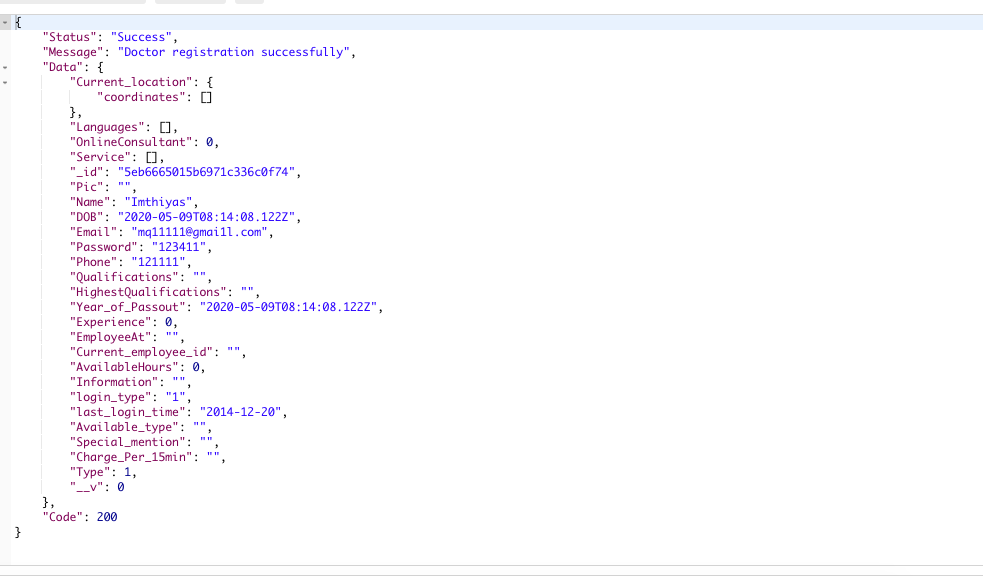 {
    "Status": "Success",
    "Message": "Doctor registration successfully",
    "Data": {
        "Current_location": {
            "coordinates": []
        },
        "Languages": [],
        "OnlineConsultant": 0,
        "Service": [],
        "_id": "5eb6665015b6971c336c0f74",
        "Pic": "",
        "Name": "Imthiyas",
        "DOB": "2020-05-09T08:14:08.122Z",
        "Email": "mq11111@gmai1l.com",
        "Password": "123411",
        "Phone": "121111",
        "Qualifications": "",
        "HighestQualifications": "",
        "Year_of_Passout": "2020-05-09T08:14:08.122Z",
        "Experience": 0,
        "EmployeeAt": "",
        "Current_employee_id": "",
        "AvailableHours": 0,
        "Information": "",
        "login_type": "1",
        "last_login_time": "2014-12-20",
        "Available_type": "",
        "Special_mention": "",
        "Charge_Per_15min": "",
        "Type": 1,
        "__v": 0
    },
    "Code": 200
}